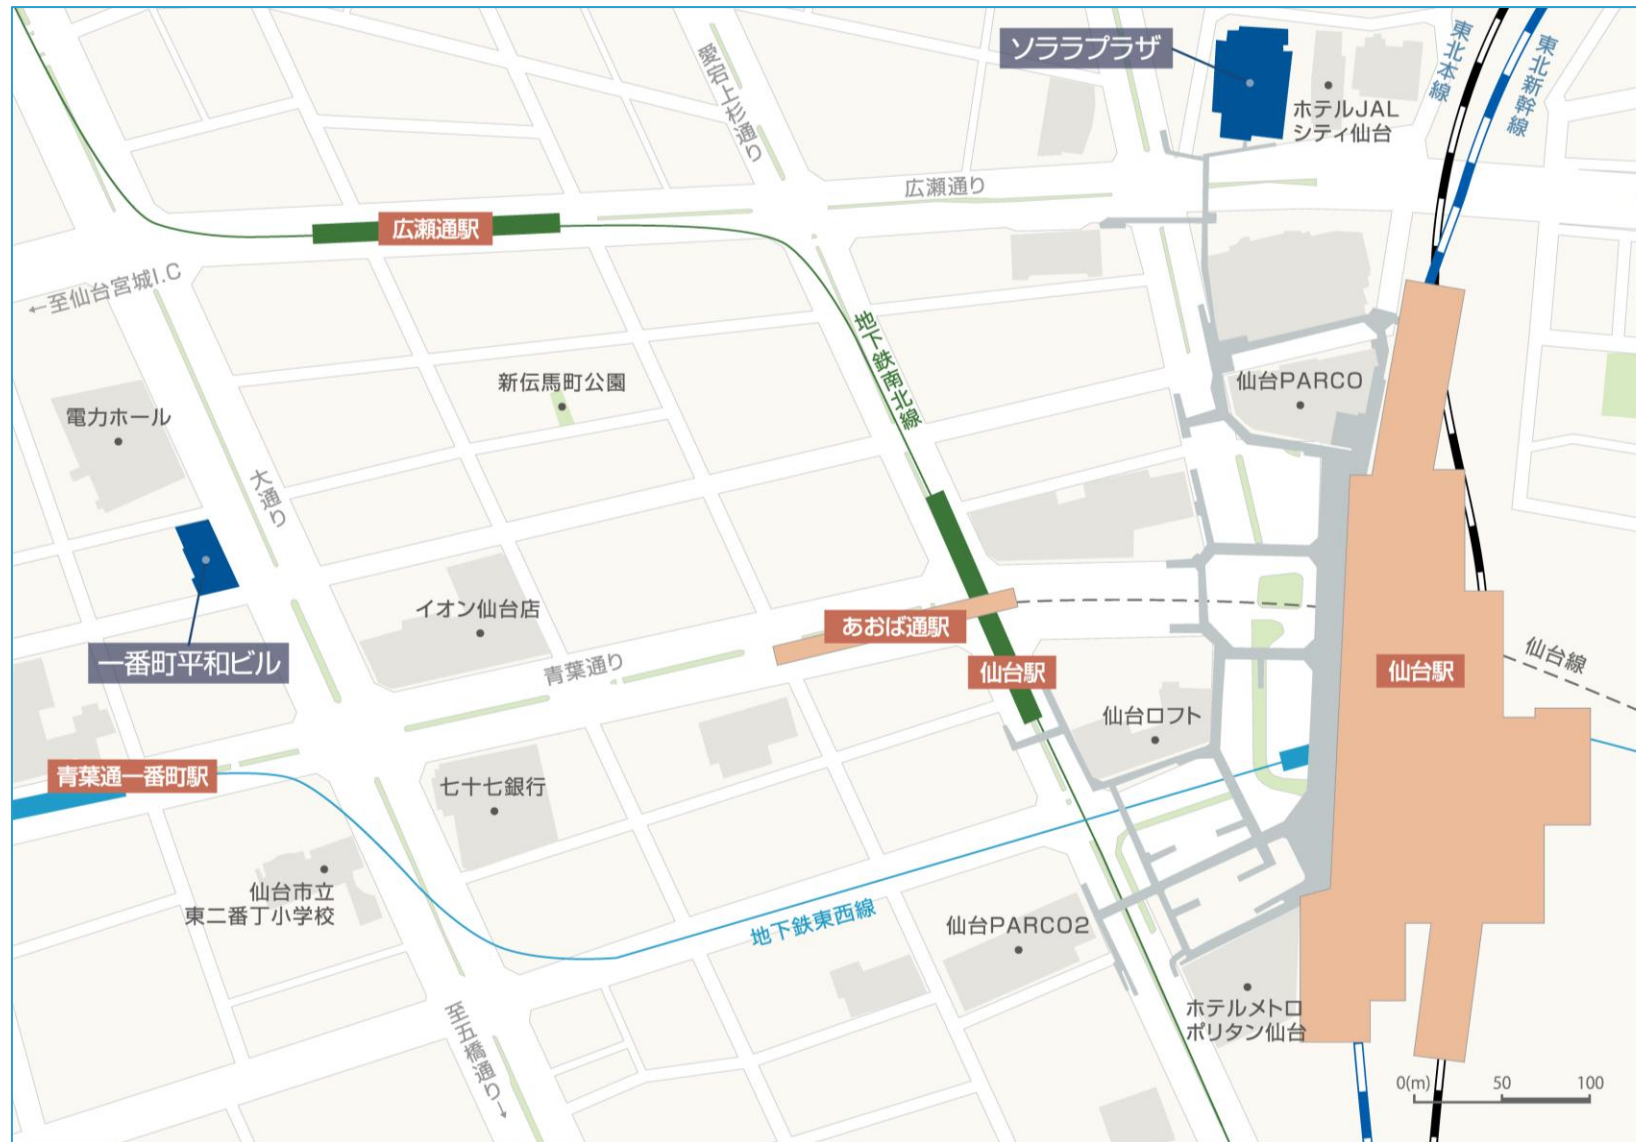 ソララプラザ
東北本線
東北新幹線
愛宕上杉通り
ホテルJAL
シティ仙台
広瀬通り
広瀬通駅
←至仙台宮城I.C
地下鉄南北線
新伝馬町公園
仙台PARCO
電力ホール
大通り
イオン仙台店
あおば通駅
一番町平和ビル
青葉通り
仙台駅
仙台駅
仙台線
仙台ロフト
青葉通一番町駅
七十七銀行
仙台市立
東二番丁小学校
地下鉄東西線
仙台PARCO2
ホテルメトロ
ポリタン仙台
至五橋通り→
0(m) 50 100